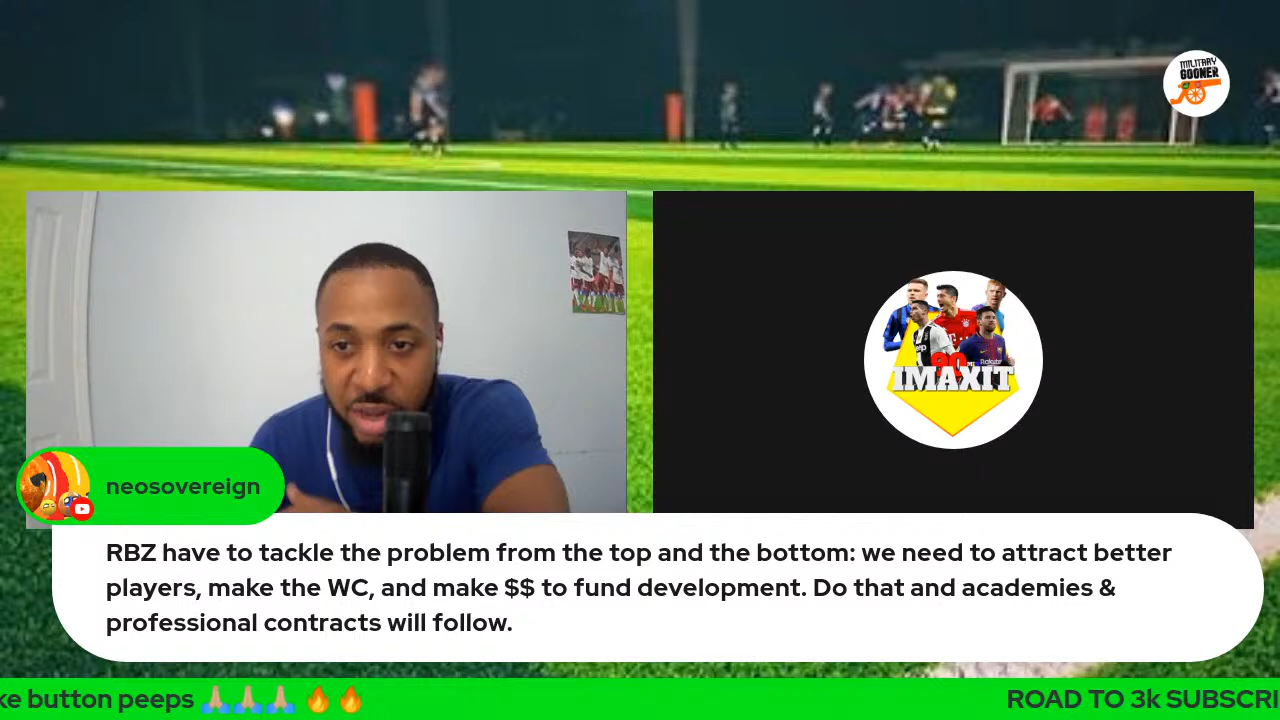 MILITARY
GOONER
90
IMAXIT
neosovereign
RBZ have to tackle the problem from the top and the bottom: we need to attract better
players, make the WC, and make $$ to fund development. Do that and academies &
professional contracts will follow.
ke button peeps 🙏🏼🙏🏼🙏🏼 🔥🔥
ROAD TO 3k SUBSCRI